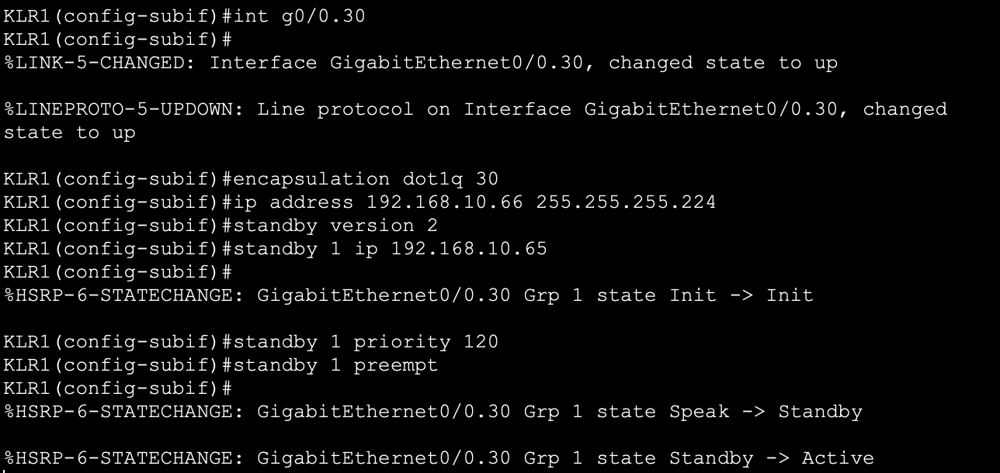 KLR1(config-subif)#int g0/0.30
KLR1(config-subif)#
%LINK-5-CHANGED: Interface GigabitEthernet0/0.30, changed state to up
%LINEPROTO-5-UPDOWN: Line protocol on Interface GigabitEthernet0/0.30, changed
state to up
KLR1(config-subif)#encapsulation dot1q 30
KLR1(config-subif)#ip address 192.168.10.66 255.255.255.224
KLR1(config-subif)#standby version 2
KLR1(config-subif)#standby 1 ip 192.168.10.65
KLR1(config-subif)#
%HSRP-6-STATECHANGE: GigabitEthernet0/0.30 Grp 1 state Init -> Init
KLR1(config-subif)#standby 1 priority 120
KLR1(config-subif)#standby 1 preempt
KLR1(config-subif)#
%HSRP-6-STATECHANGE: GigabitEthernet0/0.30 Grp 1 state Speak -> Standby
%HSRP-6-STATECHANGE: GigabitEthernet0/0.30 Grp 1 state Standby -> Active